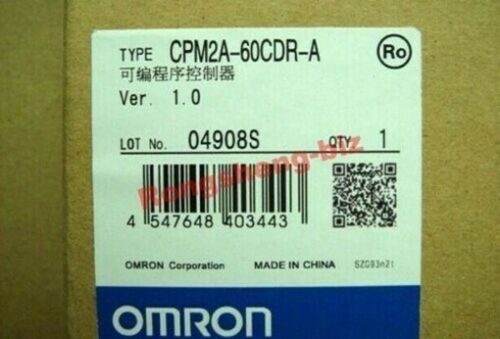 TYPE CPM2A-60CDR-A Ro
可编程序控制器
Ver. 1.0
LOT No. 04908S QTY 1
Rongsheng-biz
4 547648 403443
OMRON Corporation MADE IN CHINA SZG93n21
OMRON